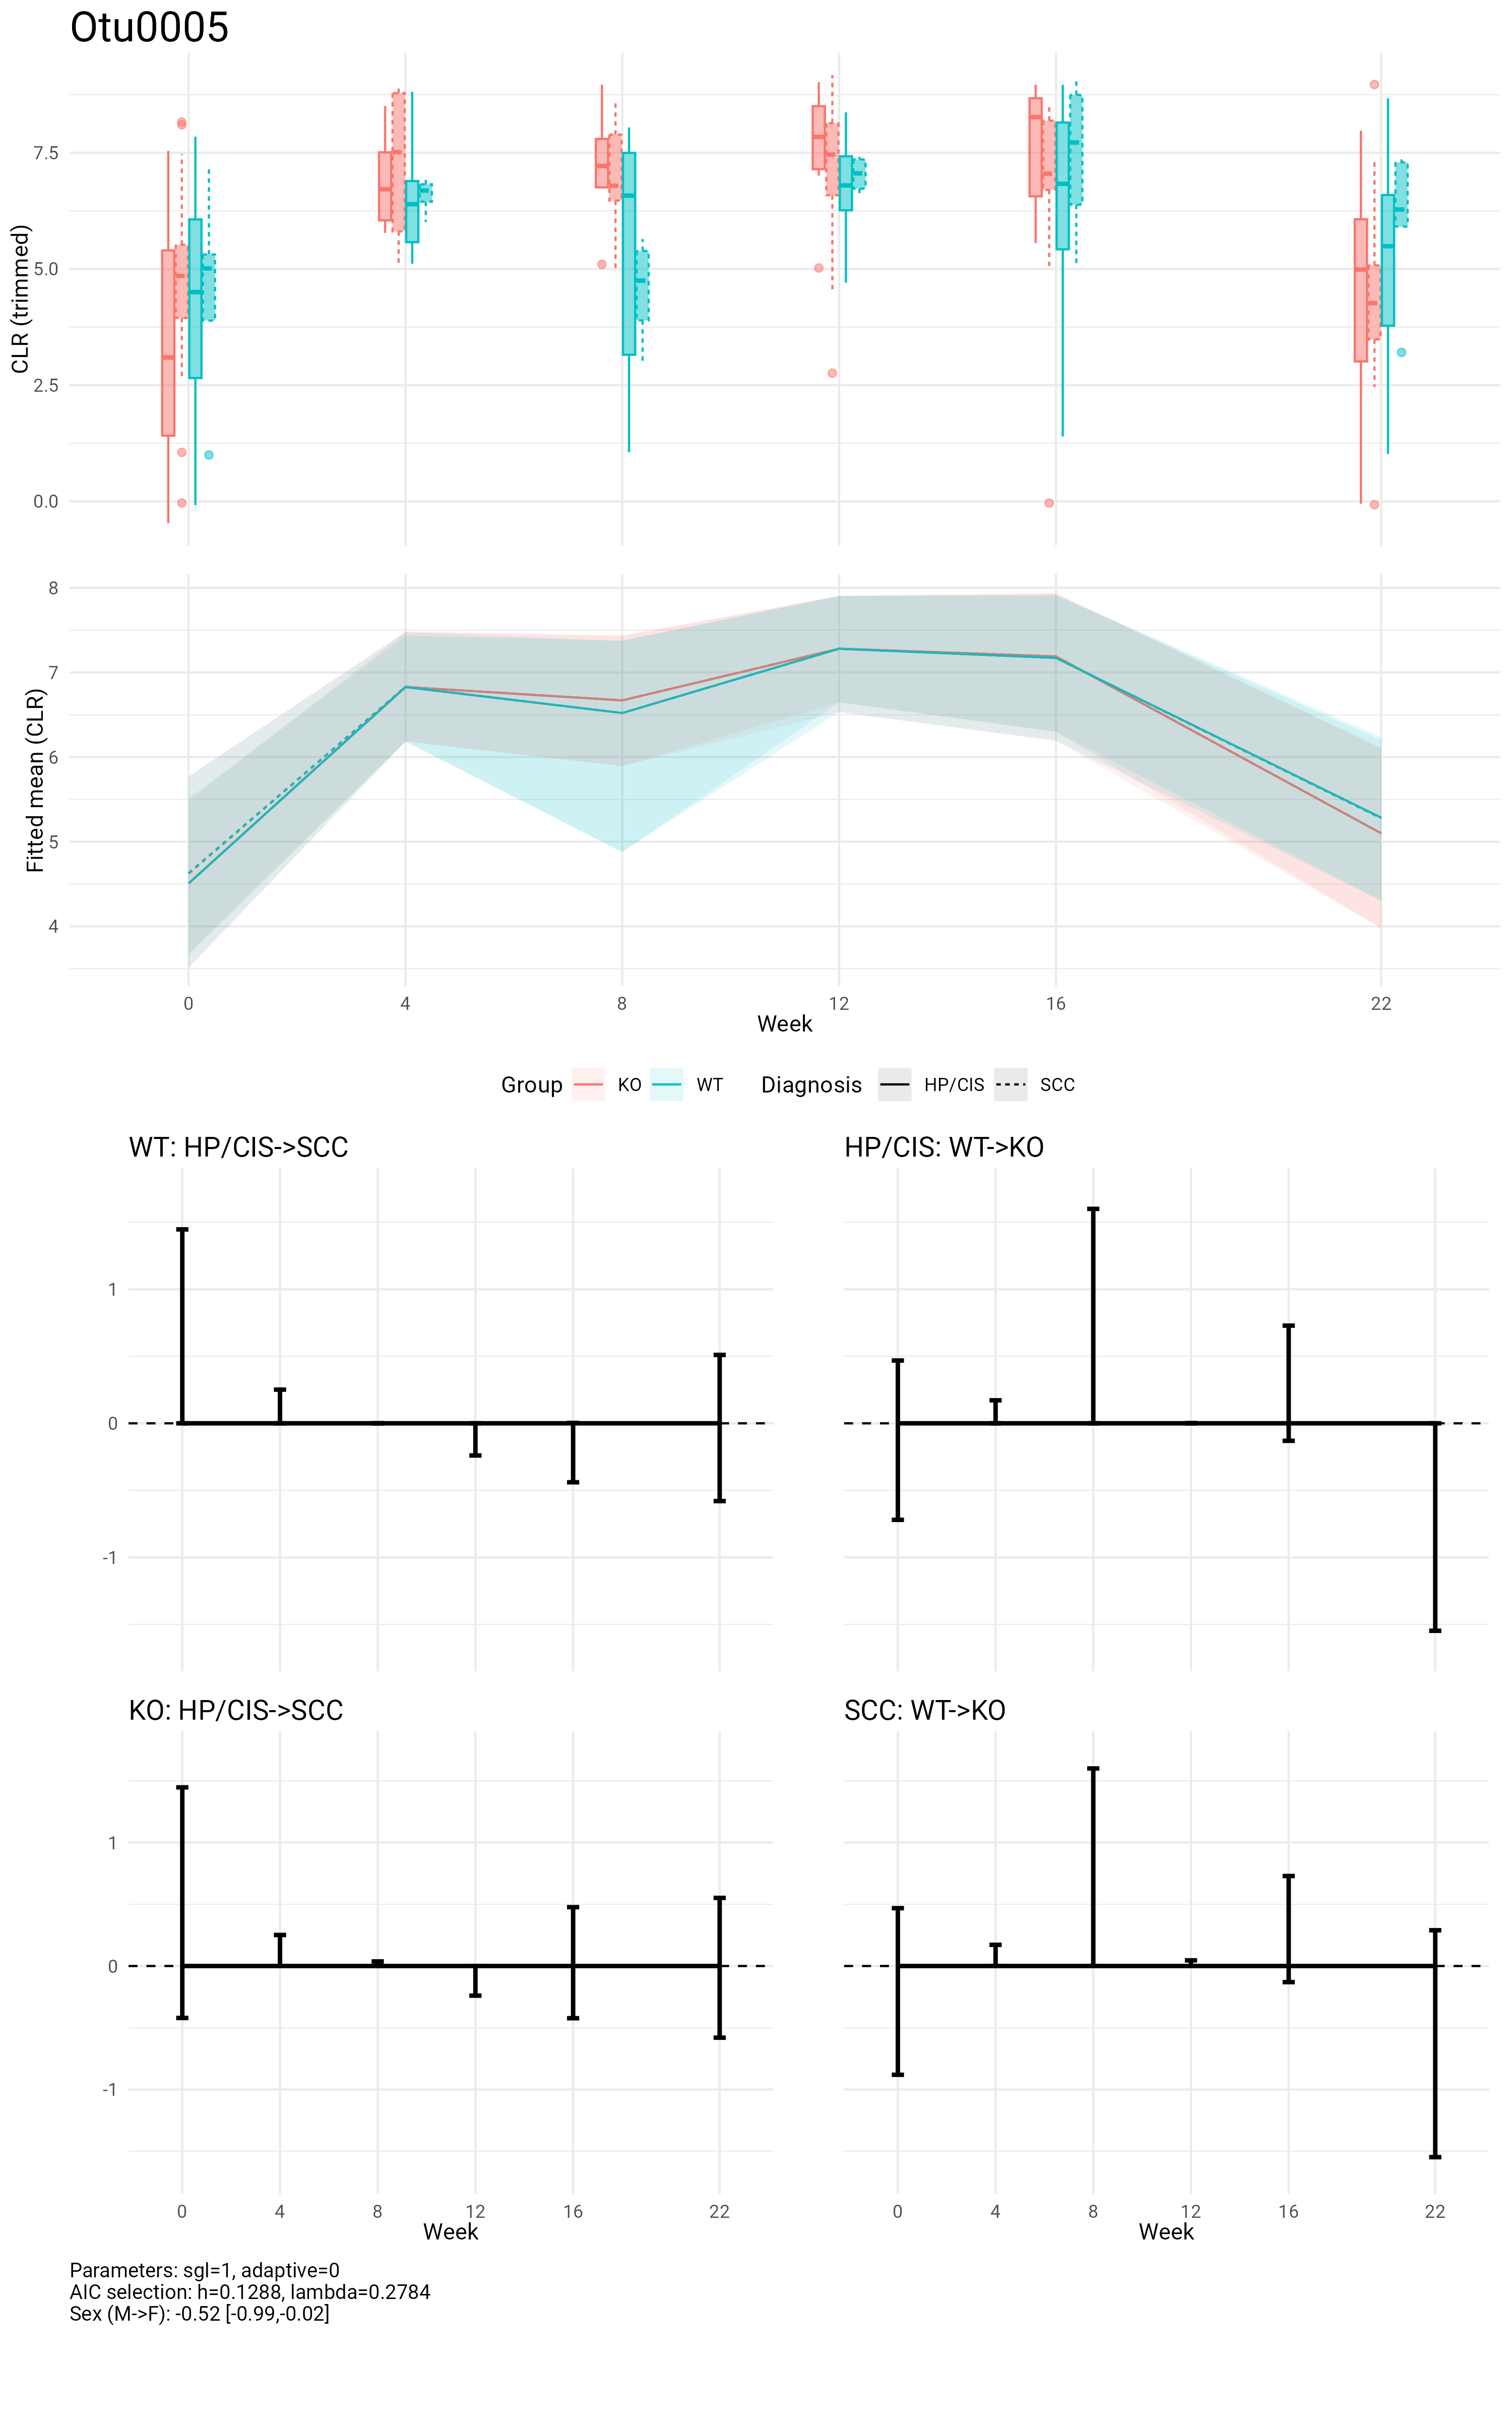 Otu0005
CLR (trimmed)
7.5
5.0
2.5
0.0
Fitted mean (CLR)
8
7
6
5
4
0 4 8 12 16 22
Week
Group KO WT Diagnosis HP/CIS SCC
WT: HP/CIS->SCC
HP/CIS: WT->KO
1
0
-1
KO: HP/CIS->SCC
SCC: WT->KO
1
0
-1
0 4 8 12 16 22
0 4 8 12 16 22
Week
Week
Parameters: sgl=1, adaptive=0
AIC selection: h=0.1288, lambda=0.2784
Sex (M->F): -0.52 [-0.99,-0.02]